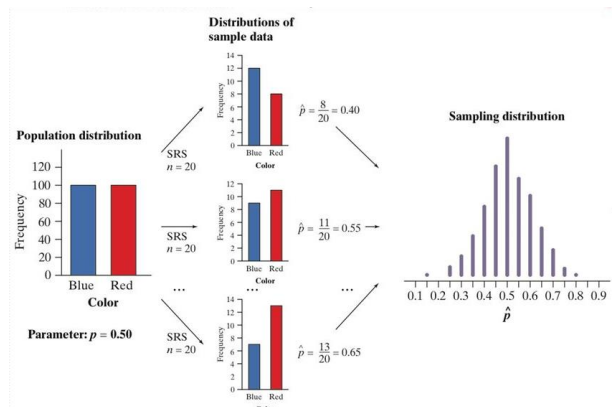 Distributions of
sample data
Frequency
14
12
10
8
6
4
2
0
Blue Red
Color
p̂ = 8/20 = 0.40
Population distribution
Frequency
120
100
80
60
40
20
0
Blue Red
Color
Parameter: p = 0.50
SRS
n = 20
SRS
n = 20
SRS
n = 20
Frequency
12
10
8
6
4
2
0
Blue Red
Color
p̂ = 11/20 = 0.55
... ... ...
Frequency
14
12
10
8
6
4
2
0
Blue Red
p̂ = 13/20 = 0.65
Sampling distribution
0.1 0.2 0.3 0.4 0.5 0.6 0.7 0.8 0.9
p̂